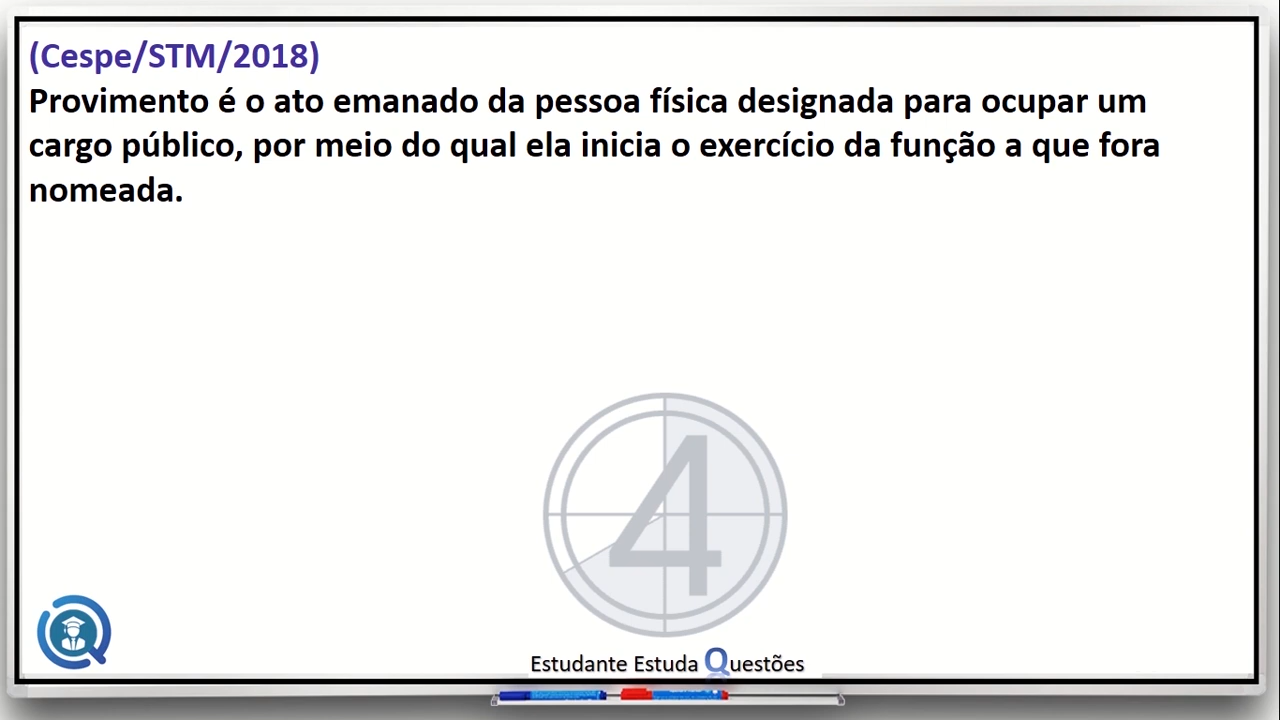 (Cespe/STM/2018)
Provimento é o ato emanado da pessoa física designada para ocupar um
cargo público, por meio do qual ela inicia o exercício da função a que fora
nomeada.
4
Estudante Estuda Questões